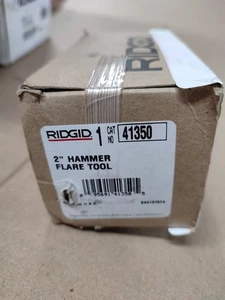 RIDGID
RIDGID 1 CAT NO 41350
2" HAMMER
FLARE TOOL